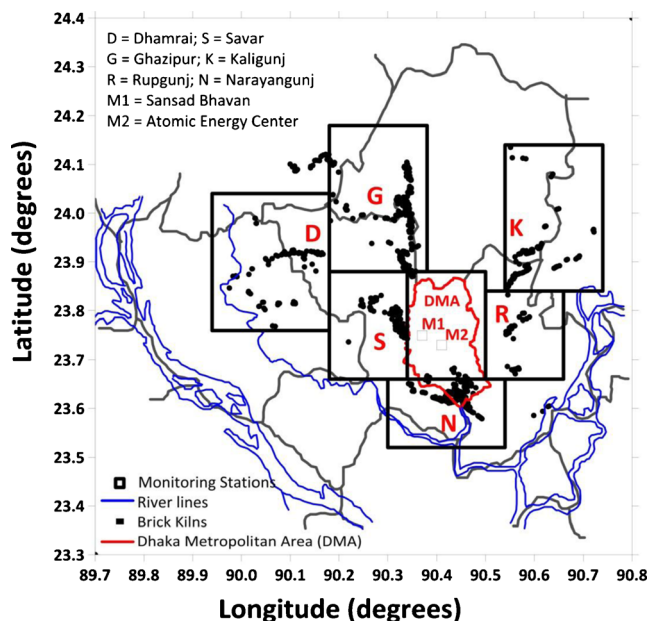 24.4
24.3
24.2
24.1
24.0
23.9
23.8
23.7
23.6
23.5
23.4
23.3
Latitude (degrees)
D = Dhamrai; S = Savar
G = Ghazipur; K = Kaligunj
R = Rupgunj; N = Narayangunj
M1 = Sansad Bhavan
M2 = Atomic Energy Center
G
D
K
DMA
M1
M2
R
S
N
Monitoring Stations
River lines
Brick Kilns
Dhaka Metropolitan Area (DMA)
89.7 89.8 89.9 90.0 90.1 90.2 90.3 90.4 90.5 90.6 90.7 90.8
Longitude (degrees)